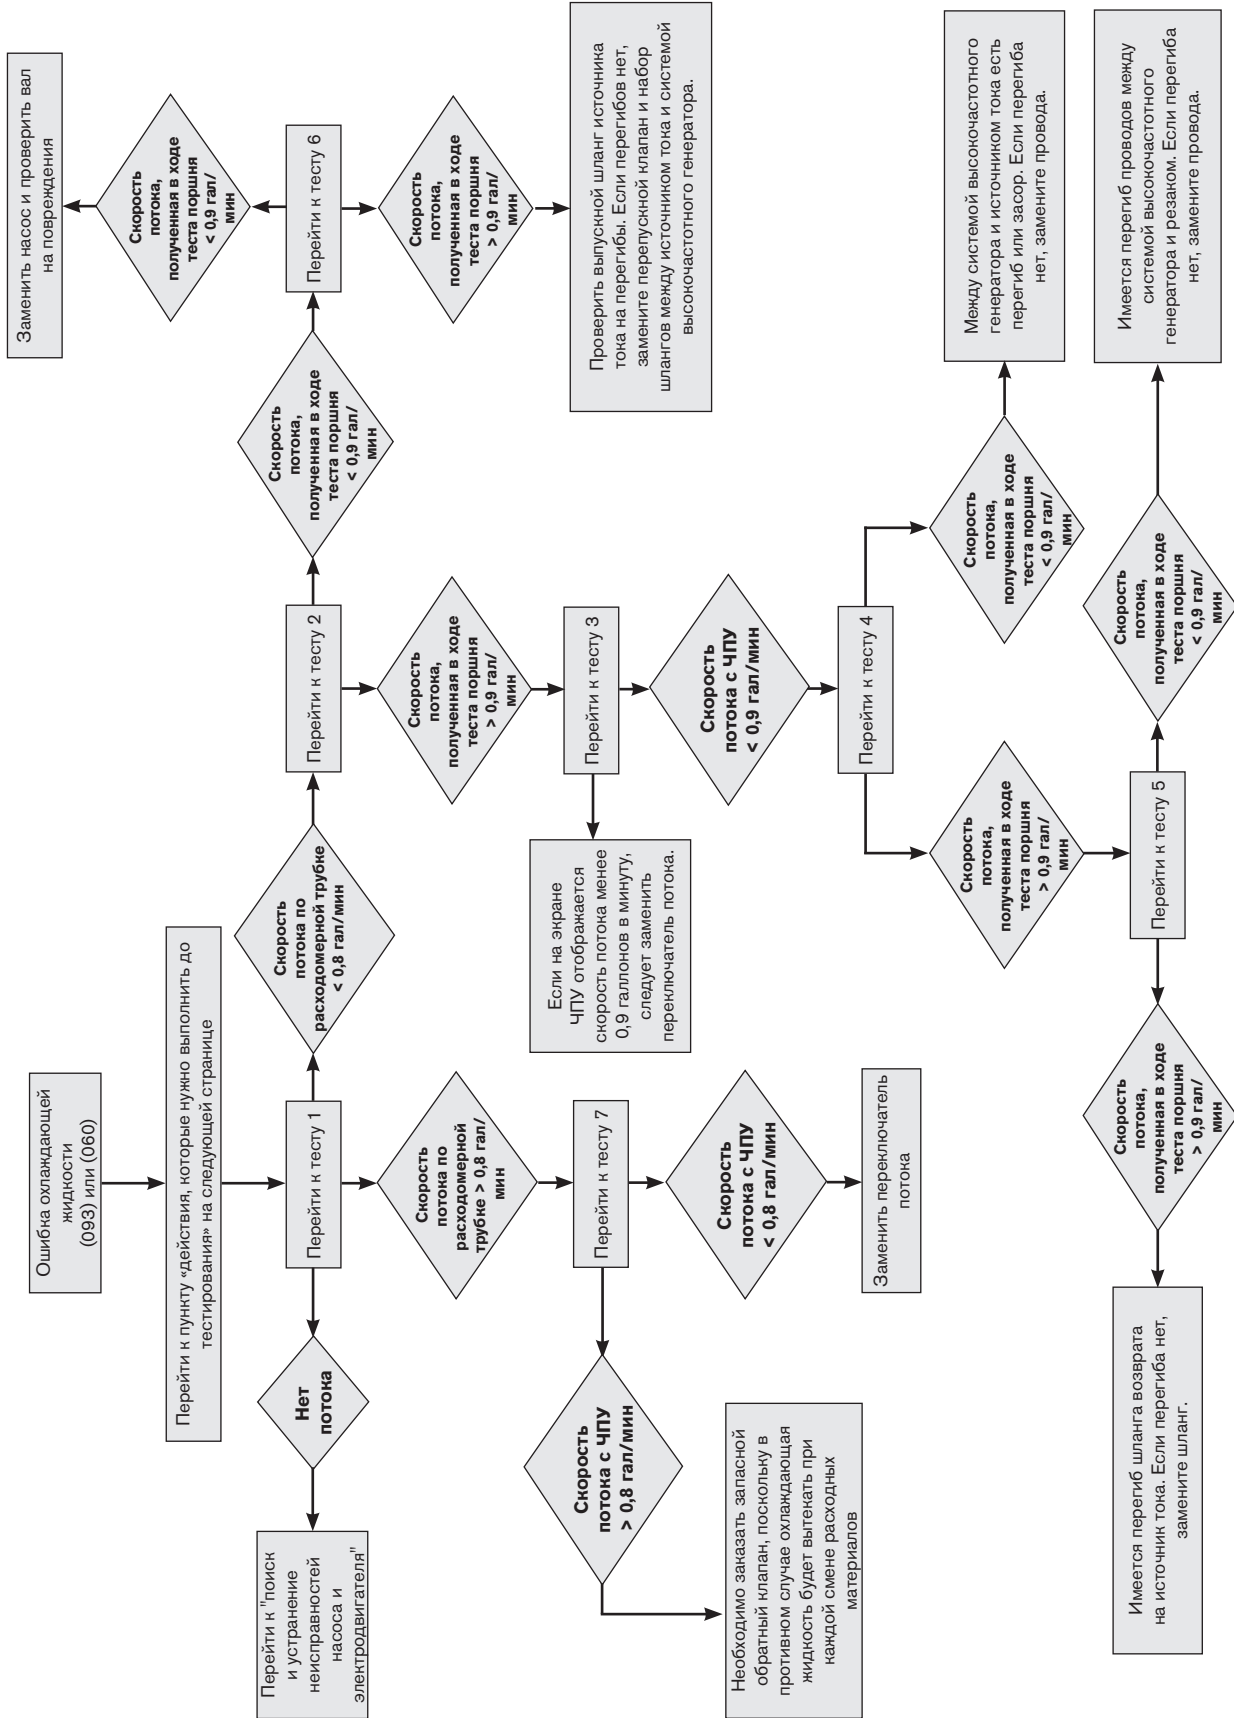 Ошибка охлаждающей
жидкости
(093) или (060)
Перейти к пункту «действия, которые нужно выполнить до
тестирования» на следующей странице
Перейти к тесту 1
Нет
потока
Перейти к "поиск
и устранение
неисправностей
насоса и
электродвигателя"
Скорость
потока по
расходомерной трубке
< 0,8 гал/мин
Перейти к тесту 2
Скорость
потока,
полученная в ходе
теста поршня
< 0,9 гал/
мин
Перейти к тесту 6
Скорость
потока,
полученная в ходе
теста поршня
< 0,9 гал/
мин
Заменить насос и проверить вал
на повреждения
Скорость
потока,
полученная в ходе
теста поршня
> 0,9 гал/
мин
Проверить выпускной шланг источника
тока на перегибы. Если перегибов нет,
замените перепускной клапан и набор
шлангов между источником тока и системой
высокочастотного генератора.
Скорость
потока по
расходомерной
трубке > 0,8 гал/
мин
Перейти к тесту 7
Скорость
потока с ЧПУ
> 0,8 гал/мин
Необходимо заказать запасной
обратный клапан, поскольку в
противном случае охлаждающая
жидкость будет вытекать при
каждой смене расходных
материалов
Скорость
потока с ЧПУ
< 0,8 гал/мин
Заменить переключатель
потока
Скорость
потока,
полученная в ходе
теста поршня
> 0,9 гал/
мин
Перейти к тесту 3
Если на экране
ЧПУ отображается
скорость потока менее
0,9 галлонов в минуту,
следует заменить
переключатель потока.
Скорость
потока с ЧПУ
< 0,9 гал/мин
Перейти к тесту 4
Скорость
потока,
полученная в ходе
теста поршня
< 0,9 гал/
мин
Между системой высокочастотного
генератора и источником тока есть
перегиб или засор. Если перегиба
нет, замените провода.
Скорость
потока,
полученная в ходе
теста поршня
> 0,9 гал/
мин
Перейти к тесту 5
Скорость
потока,
полученная в ходе
теста поршня
< 0,9 гал/
мин
Имеется перегиб проводов между
системой высокочастотного
генератора и резаком. Если перегиба
нет, замените провода.
Скорость
потока,
полученная в ходе
теста поршня
> 0,9 гал/
мин
Имеется перегиб шланга возврата
на источник тока. Если перегиба нет,
замените шланг.